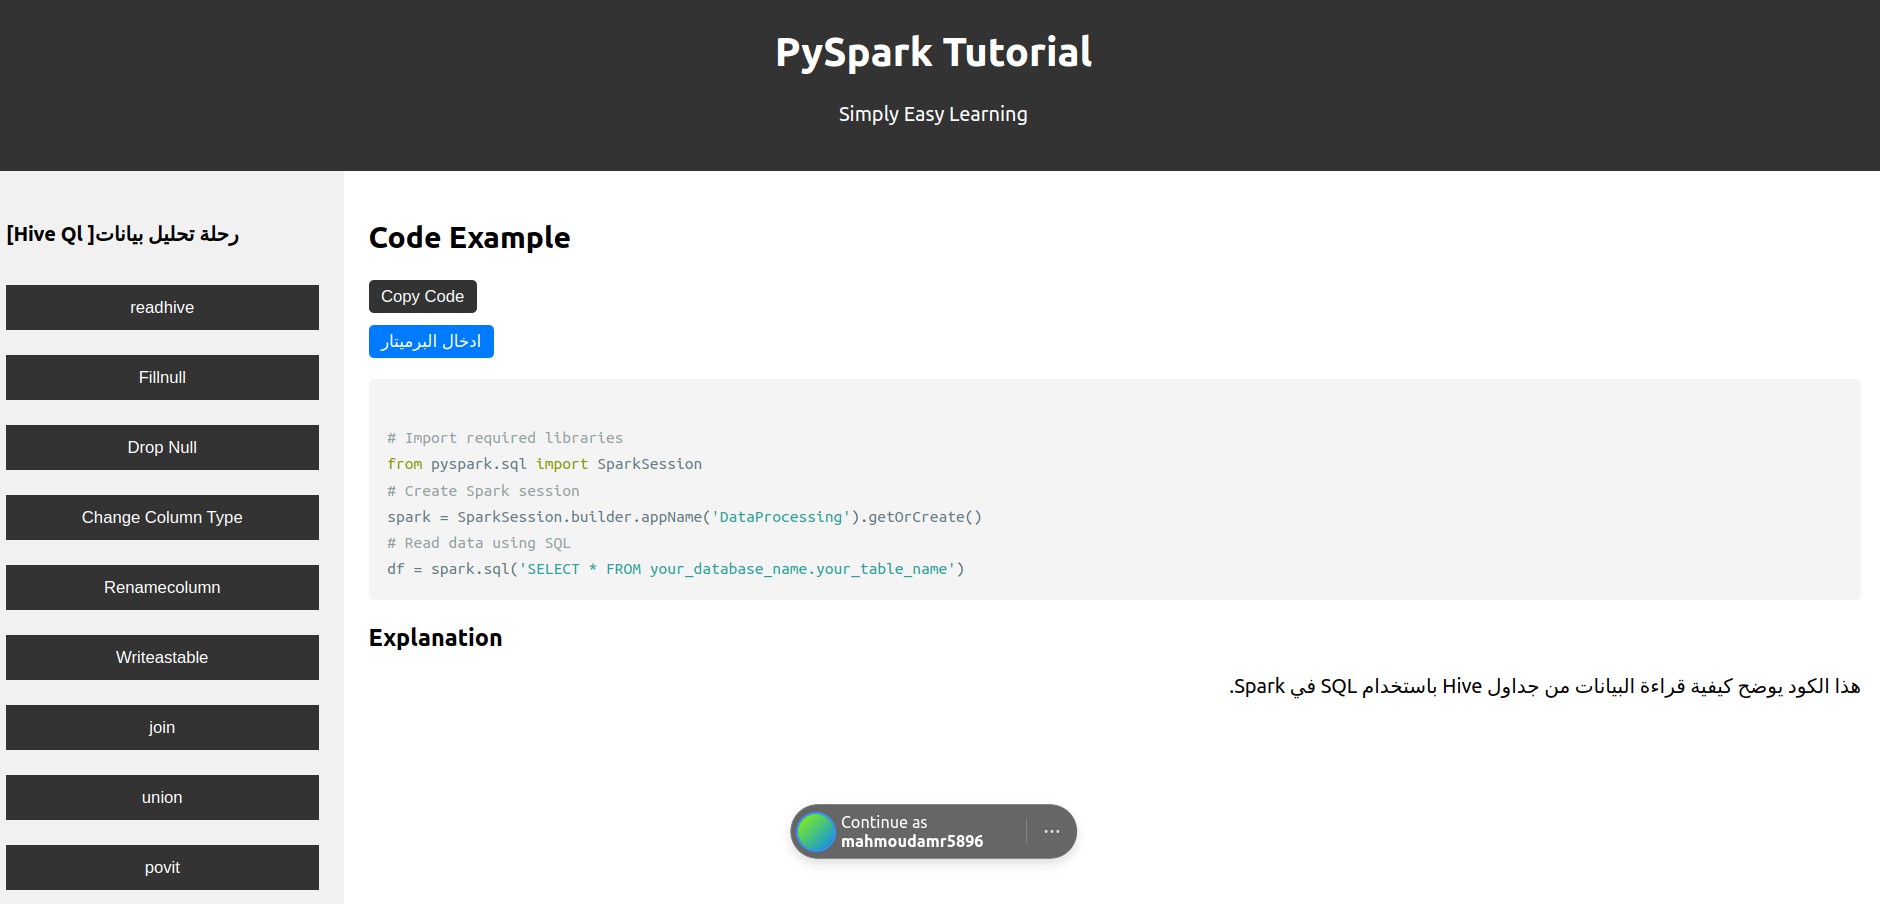 PySpark Tutorial
Simply Easy Learning
رحلة تحليل بيانات[ Hive Ql]
readhive
Fillnull
Drop Null
Change Column Type
Renamecolumn
Writeastable
join
union
povit
Code Example
Copy Code
ادخال البرميتار
# Import required libraries
from pyspark.sql import SparkSession
# Create Spark session
spark = SparkSession.builder.appName('DataProcessing').getOrCreate()
# Read data using SQL
df = spark.sql('SELECT * FROM your_database_name.your_table_name')
Explanation
هذا الكود يوضح كيفية قراءة البيانات من جداول Hive باستخدام SQL في Spark.
Continue as
mahmoudamr5896